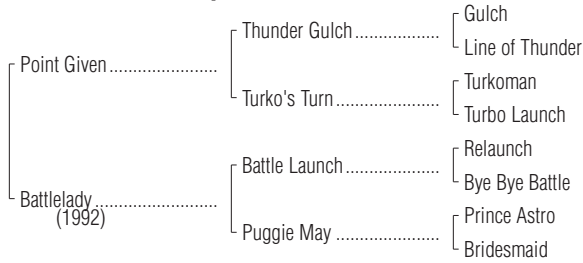 Gulch
Thunder Gulch
Line of Thunder
Point Given
Turkoman
Turko's Turn
Turbo Launch
Relaunch
Battle Launch
Bye Bye Battle
Battlelady
(1992)
Prince Astro
Puggie May
Bridesmaid